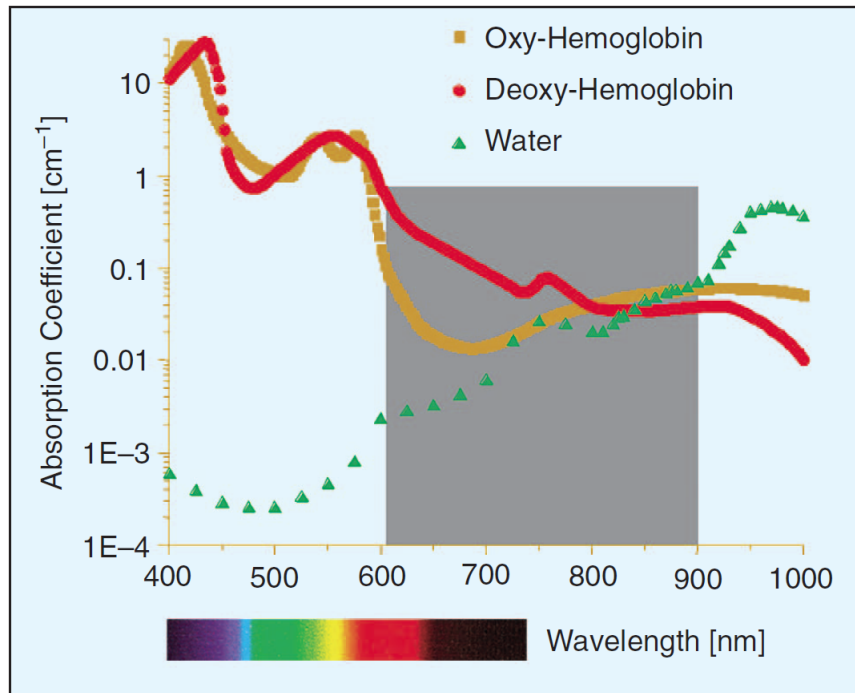 Oxy-Hemoglobin
Deoxy-Hemoglobin
Water
Absorption Coefficient [cm⁻¹]
10
1
0.1
0.01
1E−3
1E−4
400 500 600 700 800 900 1000
Wavelength [nm]